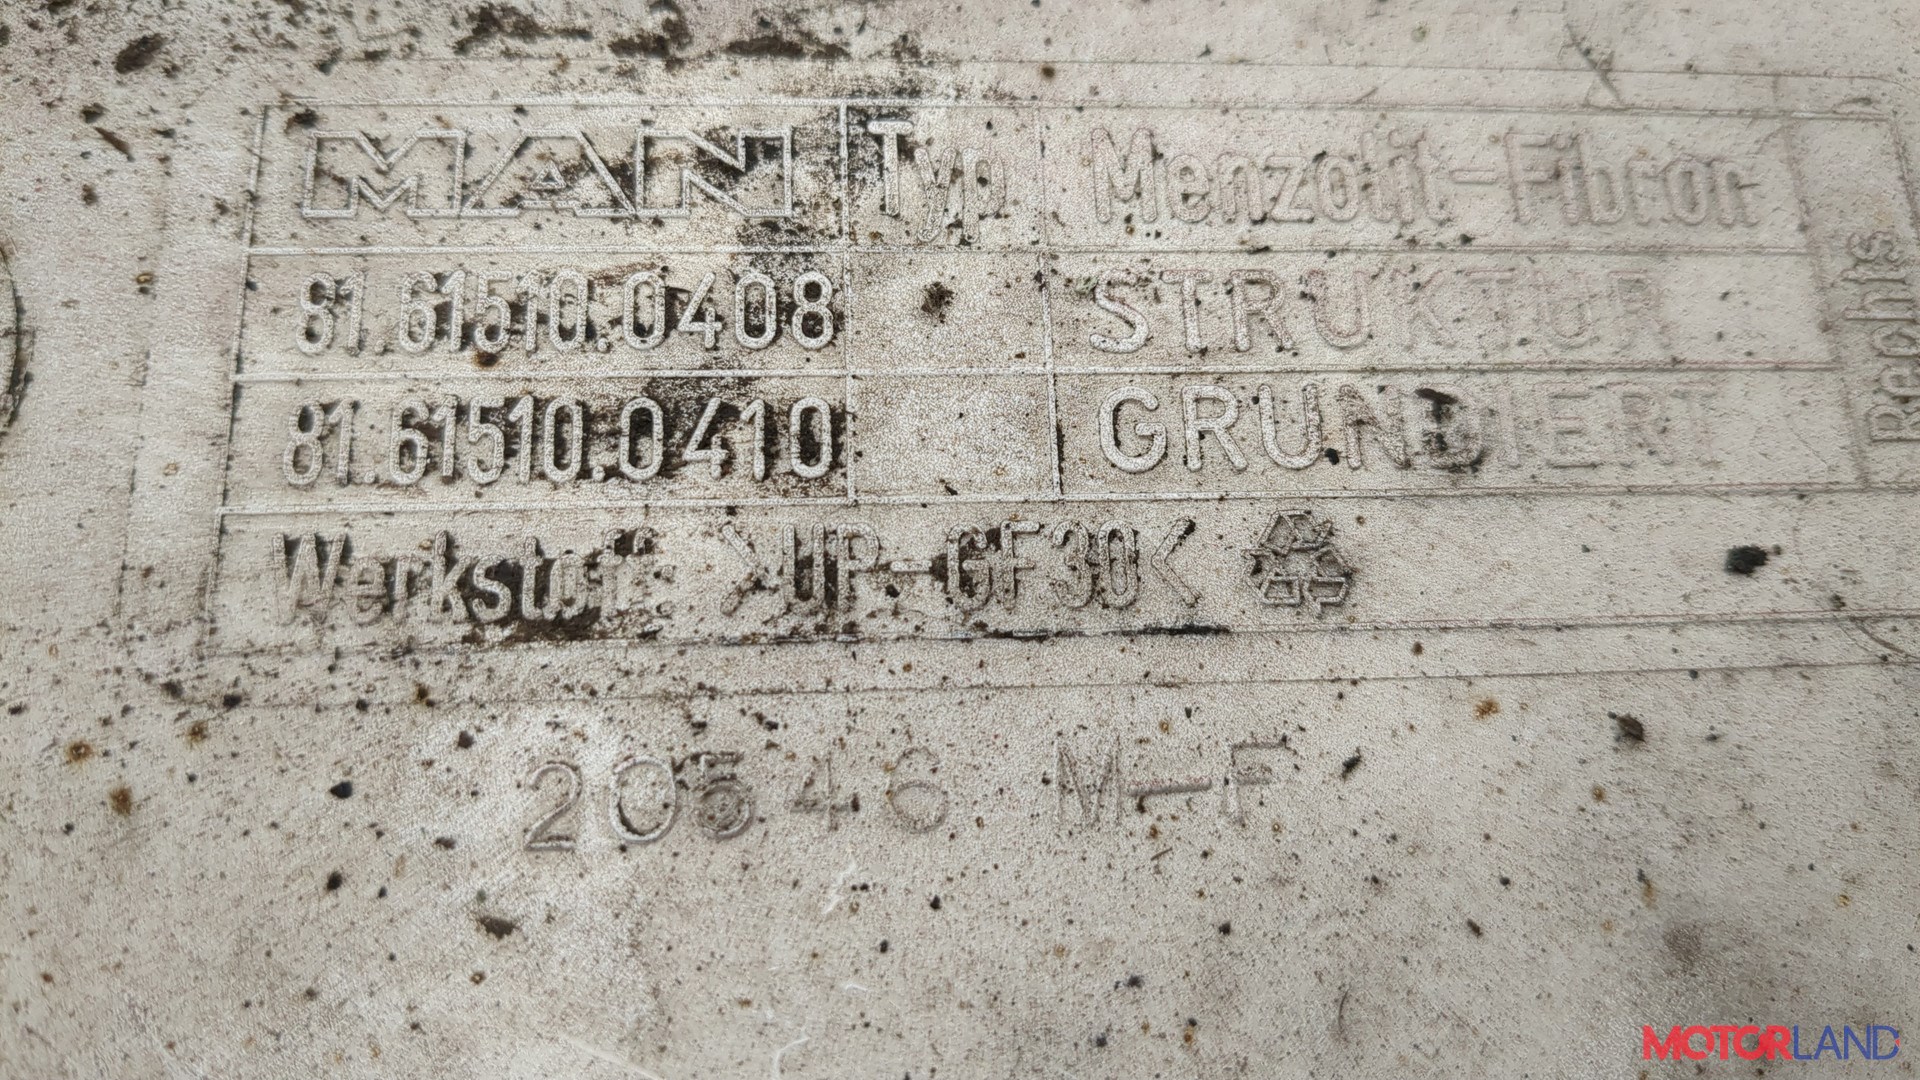 MAN Typ Menzolit-Fibron
81.61510.0408 STRUKTUR
81.61510.0410 GRUNDIERT
Rechts
Werkstoff >UP-GF30<
20546 M-F
MOTORLAND